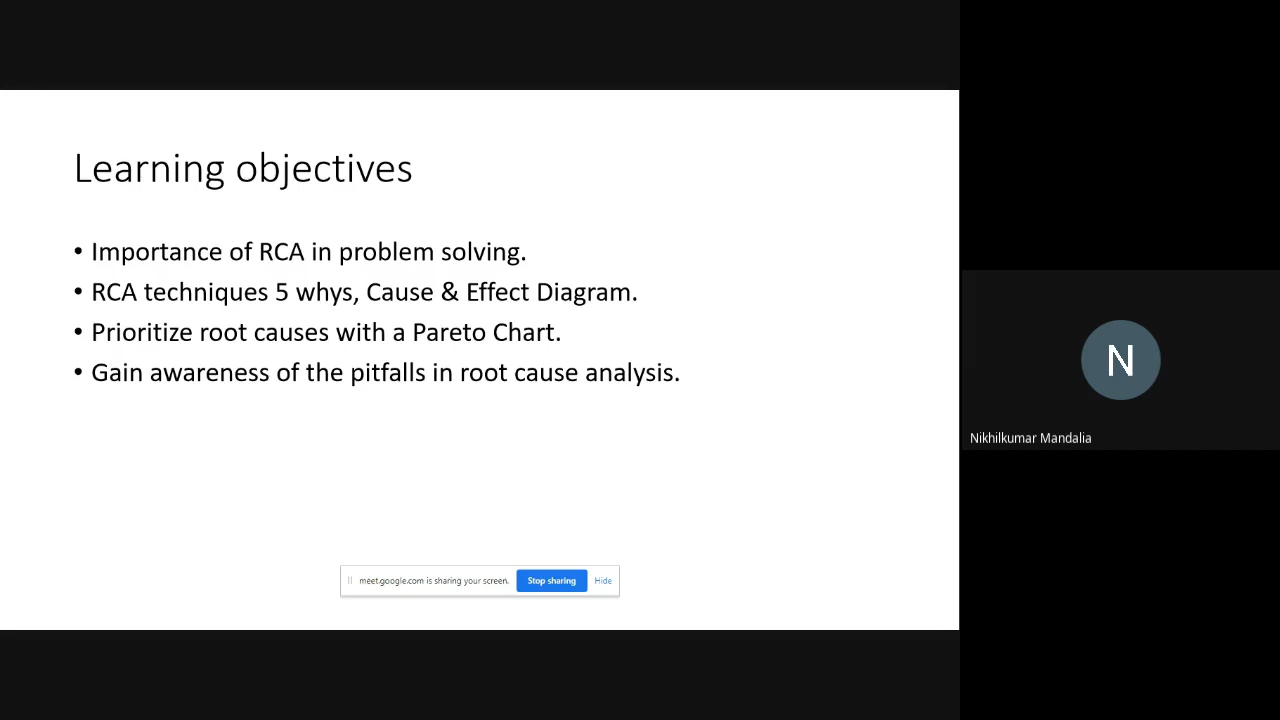 Learning objectives
• Importance of RCA in problem solving.
• RCA techniques 5 whys, Cause & Effect Diagram.
• Prioritize root causes with a Pareto Chart.
• Gain awareness of the pitfalls in root cause analysis.
meet.google.com is sharing your screen. Stop sharing Hide
N
Nikhilkumar Mandalia